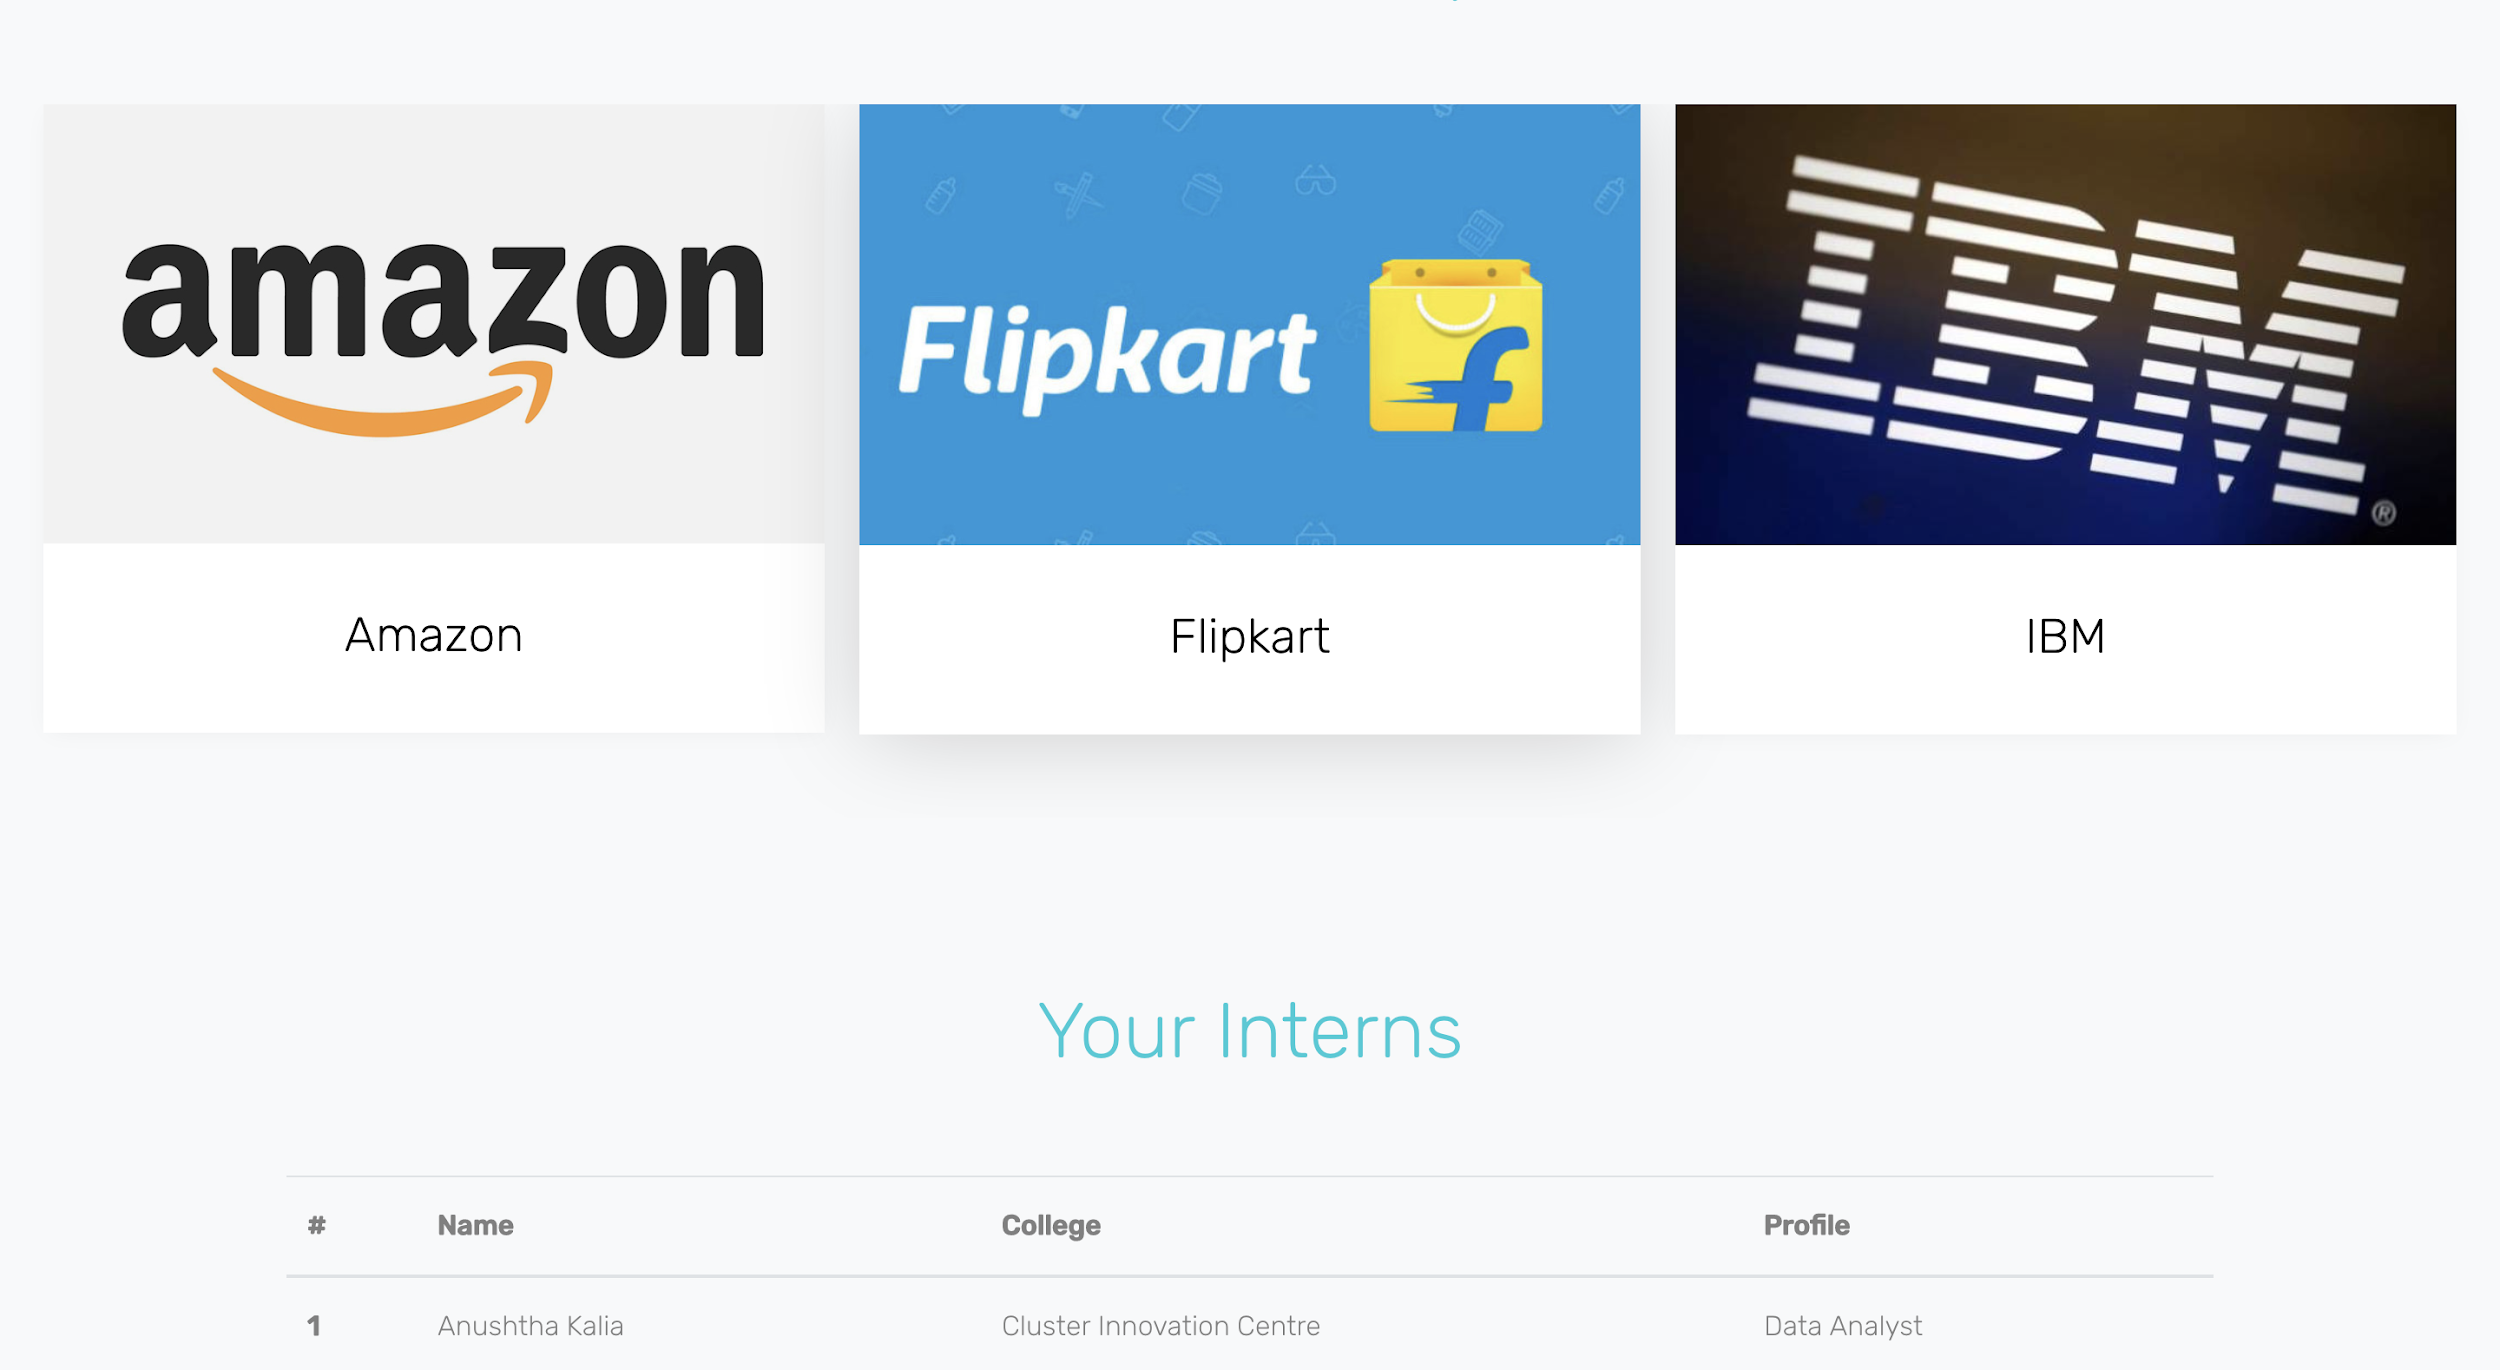 amazon
Flipkart
f
IBM
®
Amazon
Flipkart
IBM
Your Interns
# Name College Profile
1 Anushtha Kalia Cluster Innovation Centre Data Analyst